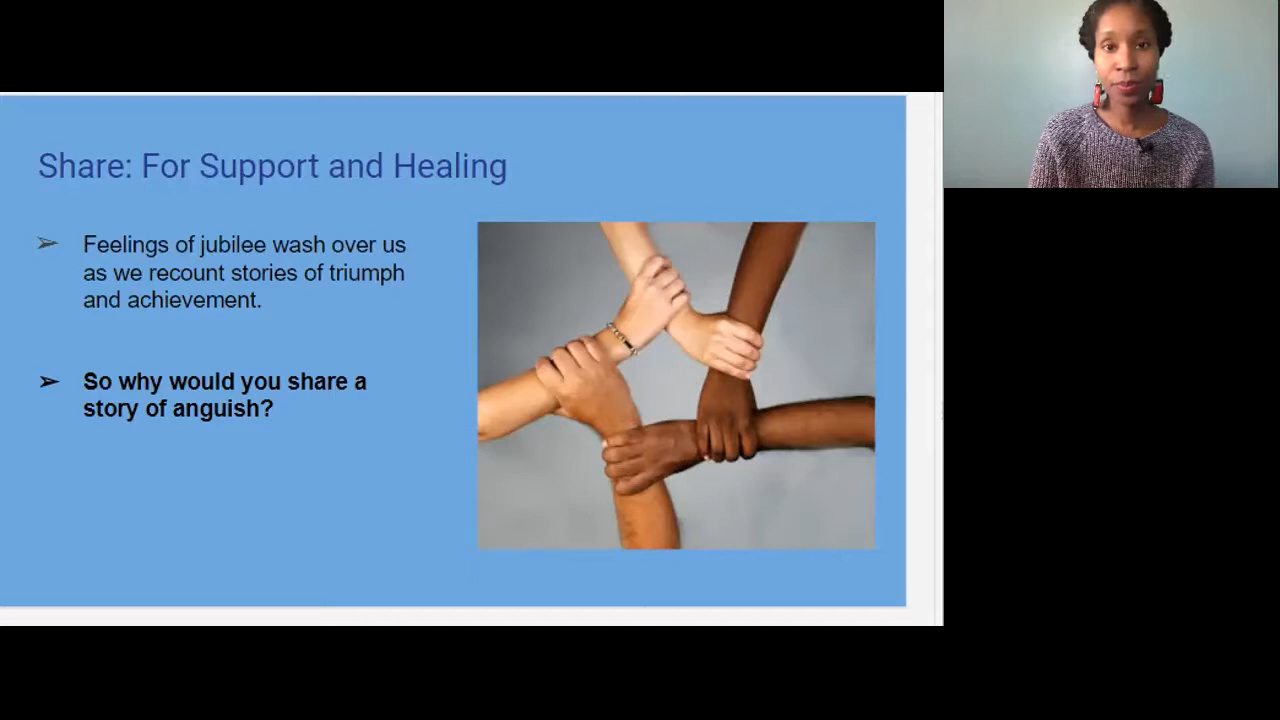 Share: For Support and Healing
➢ Feelings of jubilee wash over us
as we recount stories of triumph
and achievement.
➢ So why would you share a
story of anguish?